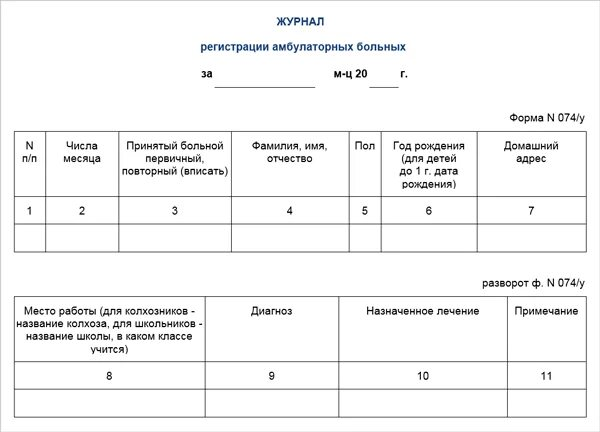 ЖУРНАЛ
регистрации амбулаторных больных
за ____________ м-ц 20 ____ г.
Форма N 074/у
N п/п
Числа месяца
Принятый больной первичный, повторный (вписать)
Фамилия, имя, отчество
Пол
Год рождения (для детей до 1 г. дата рождения)
Домашний адрес
1 2 3 4 5 6 7
разворот ф. N 074/у
Место работы (для колхозников - название колхоза, для школьников - название школы, в каком классе учится)
Диагноз
Назначенное лечение
Примечание
8 9 10 11